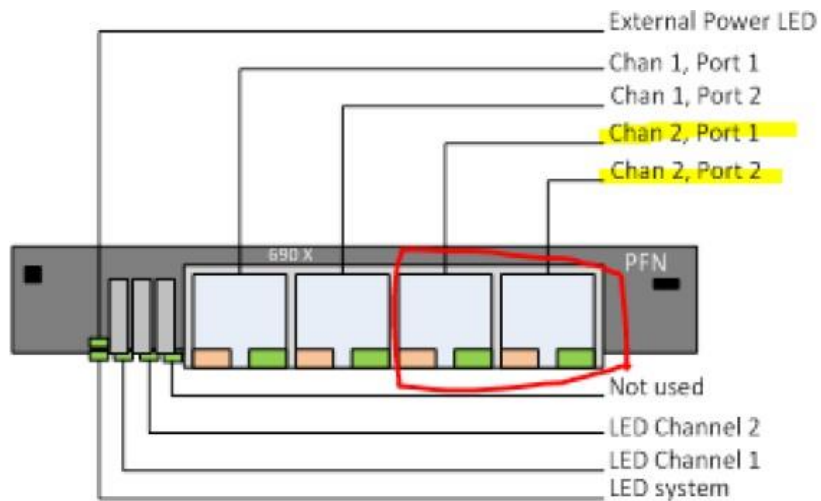 External Power LED
Chan 1, Port 1
Chan 1, Port 2
Chan 2, Port 1
Chan 2, Port 2
G9D X
PFN
Not used
LED Channel 2
LED Channel 1
LED system